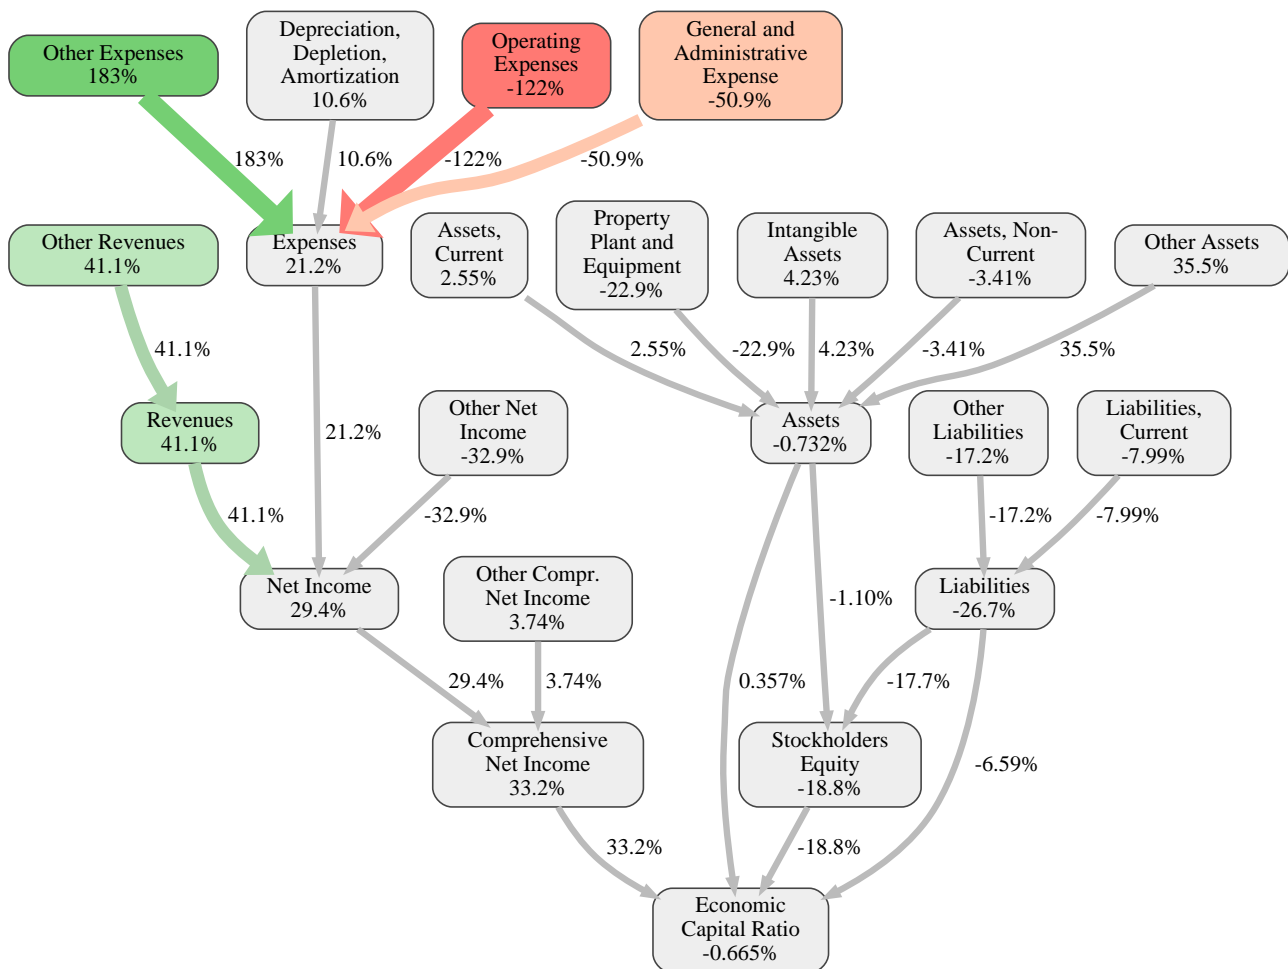 Other Expenses
183%
Depreciation,
Depletion,
Amortization
10.6%
Operating
Expenses
-122%
General and
Administrative
Expense
-50.9%
183%
10.6%
-122%
-50.9%
Other Revenues
41.1%
Expenses
21.2%
Assets,
Current
2.55%
Property
Plant and
Equipment
-22.9%
Intangible
Assets
4.23%
Assets, Non-
Current
-3.41%
Other Assets
35.5%
41.1%
2.55%
-22.9%
4.23%
-3.41%
35.5%
Revenues
41.1%
21.2%
Other Net
Income
-32.9%
Assets
-0.732%
Other
Liabilities
-17.2%
Liabilities,
Current
-7.99%
41.1%
-32.9%
-17.2%
-7.99%
Net Income
29.4%
Other Compr.
Net Income
3.74%
-1.10%
Liabilities
-26.7%
29.4%
3.74%
0.357%
-17.7%
Comprehensive
Net Income
33.2%
Stockholders
Equity
-18.8%
-6.59%
33.2%
-18.8%
Economic
Capital Ratio
-0.665%